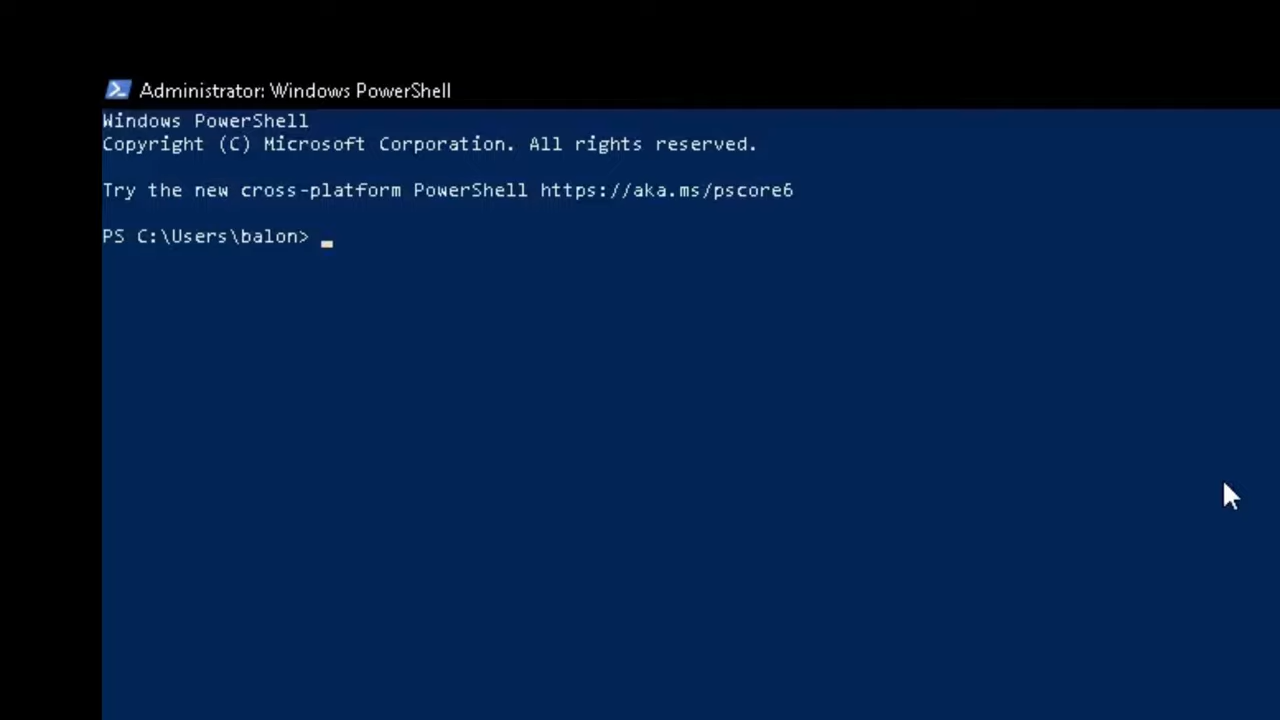 Administrator: Windows PowerShell
Windows PowerShell
Copyright (C) Microsoft Corporation. All rights reserved.
Try the new cross-platform PowerShell https://aka.ms/pscore6
PS C:\Users\balon> _